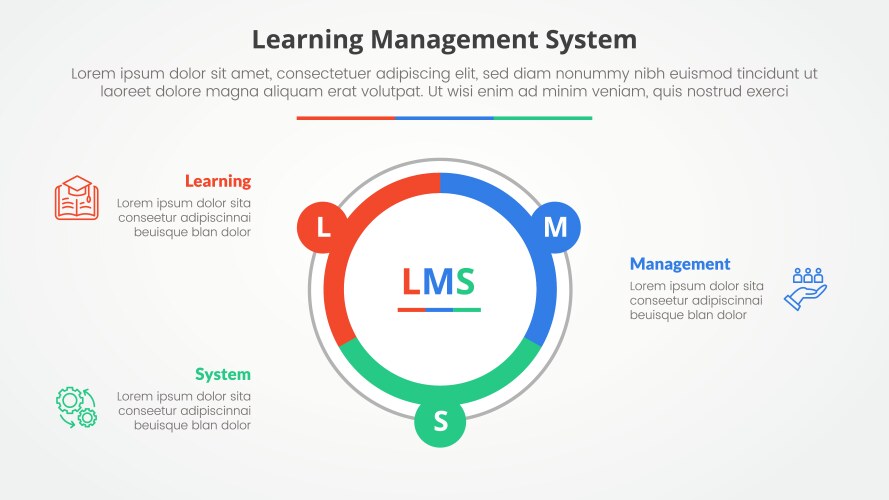 Learning Management System
Lorem ipsum dolor sit amet, consectetuer adipiscing elit, sed diam nonummy nibh euismod tincidunt ut
laoreet dolore magna aliquam erat volutpat. Ut wisi enim ad minim veniam, quis nostrud exerci
Learning
Lorem ipsum dolor sita
conseetur adipiscinnai
beuisque blan dolor
L
M
LMS
Management
Lorem ipsum dolor sita
conseetur adipiscinnai
beuisque blan dolor
System
Lorem ipsum dolor sita
conseetur adipiscinnai
beuisque blan dolor
S